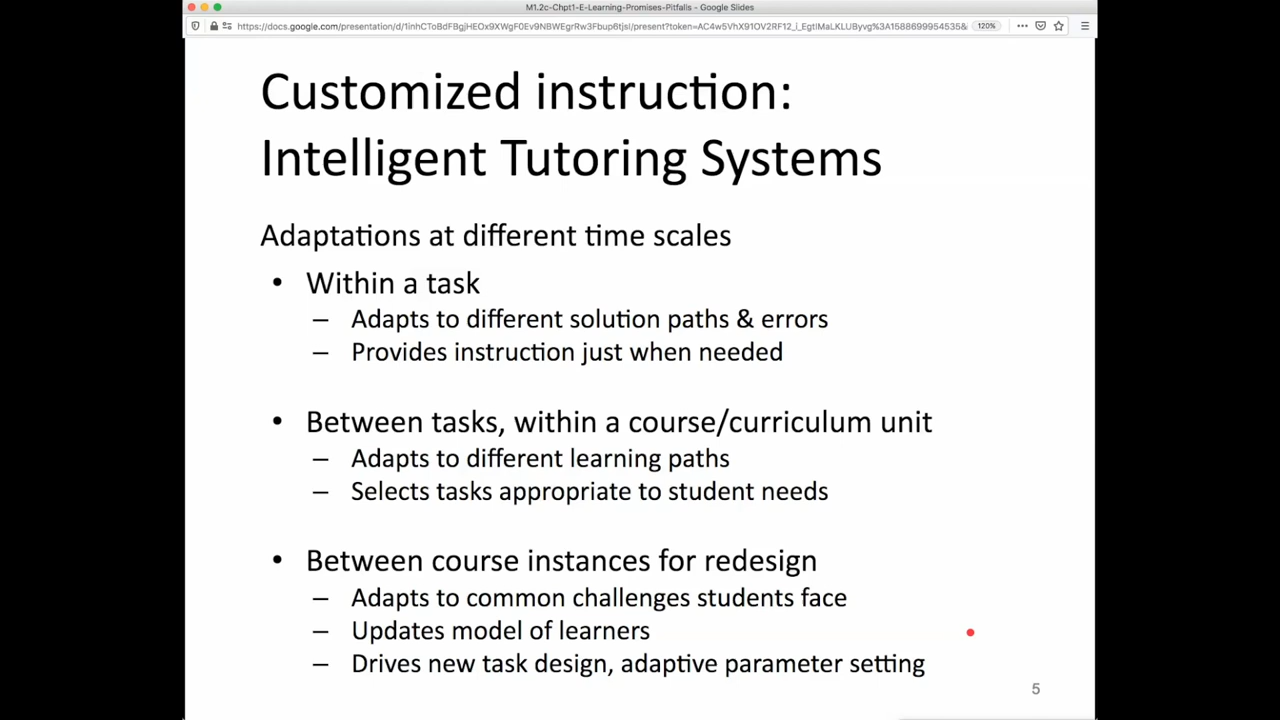 M1.2c-Chpt1-E-Learning-Promises-Pitfalls - Google Slides
120%
Customized instruction:
Intelligent Tutoring Systems
Adaptations at different time scales
• Within a task
– Adapts to different solution paths & errors
– Provides instruction just when needed
• Between tasks, within a course/curriculum unit
– Adapts to different learning paths
– Selects tasks appropriate to student needs
• Between course instances for redesign
– Adapts to common challenges students face
– Updates model of learners
– Drives new task design, adaptive parameter setting
5